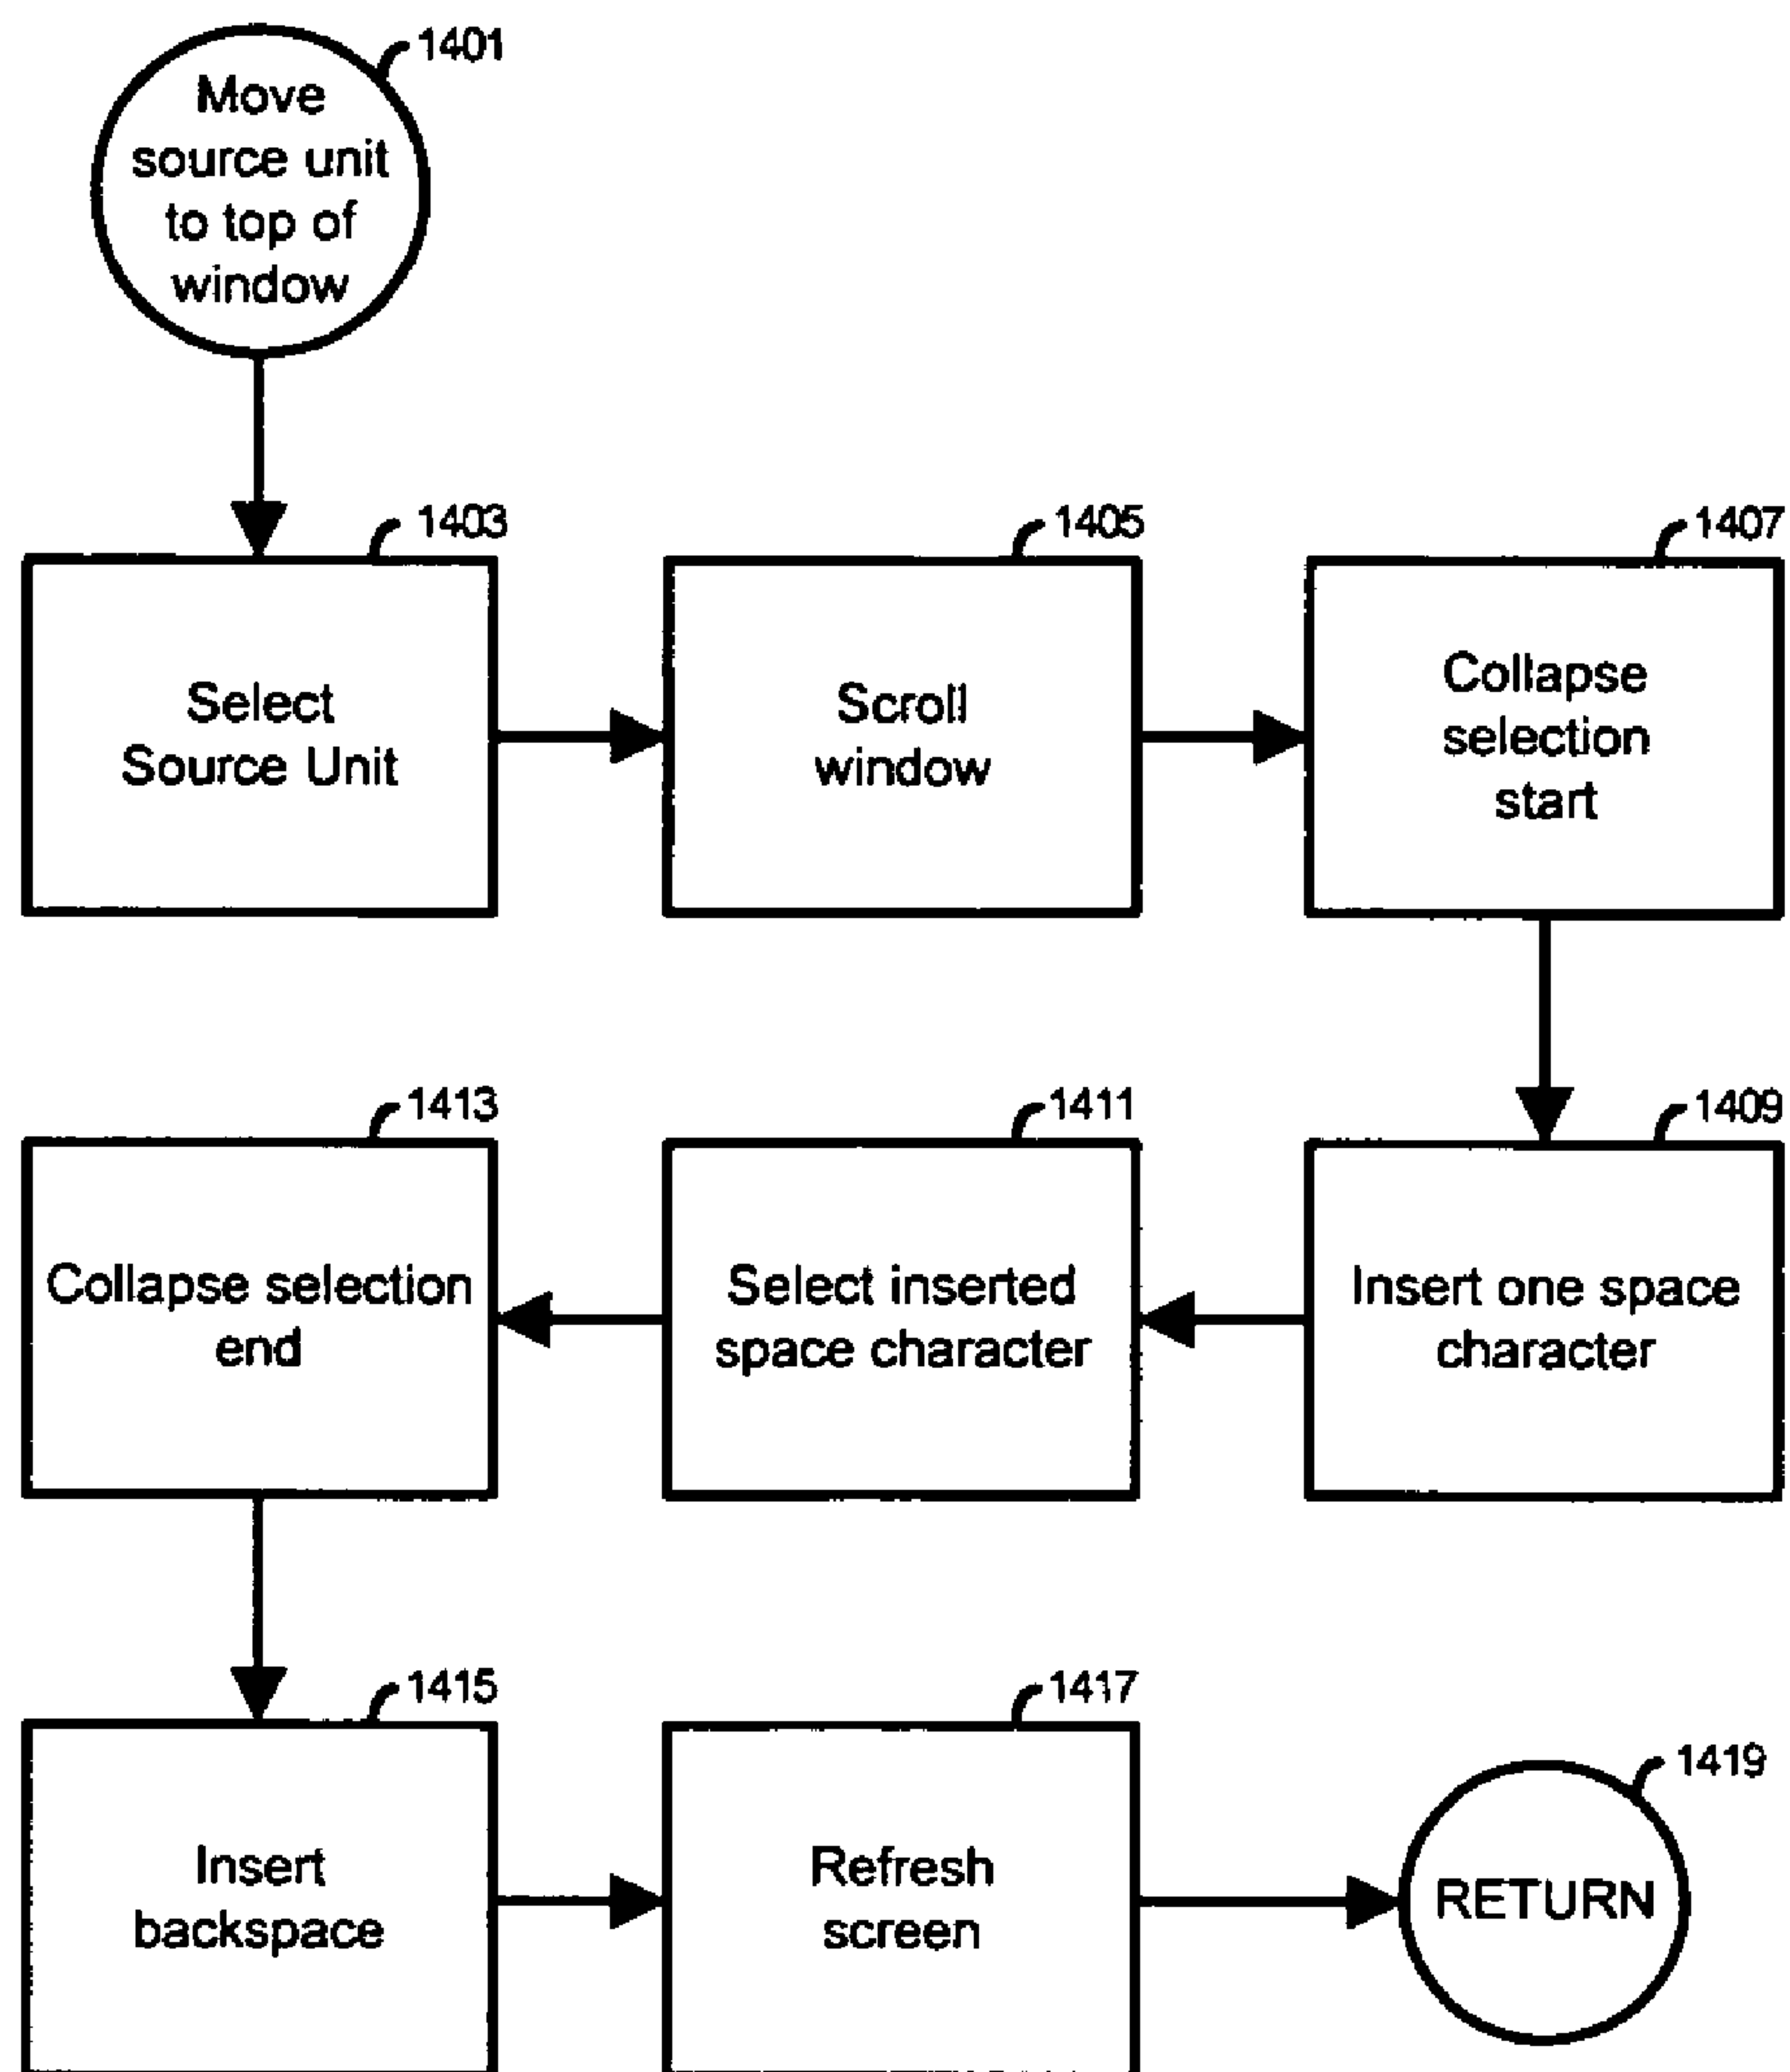 1401
Move
source unit
to top of
window
1403
Select
Source Unit
1405
Scroll
window
1407
Collapse
selection
start
1409
Insert one space
character
1411
Select inserted
space character
1413
Collapse selection
end
1415
Insert
backspace
1417
Refresh
screen
1419
RETURN